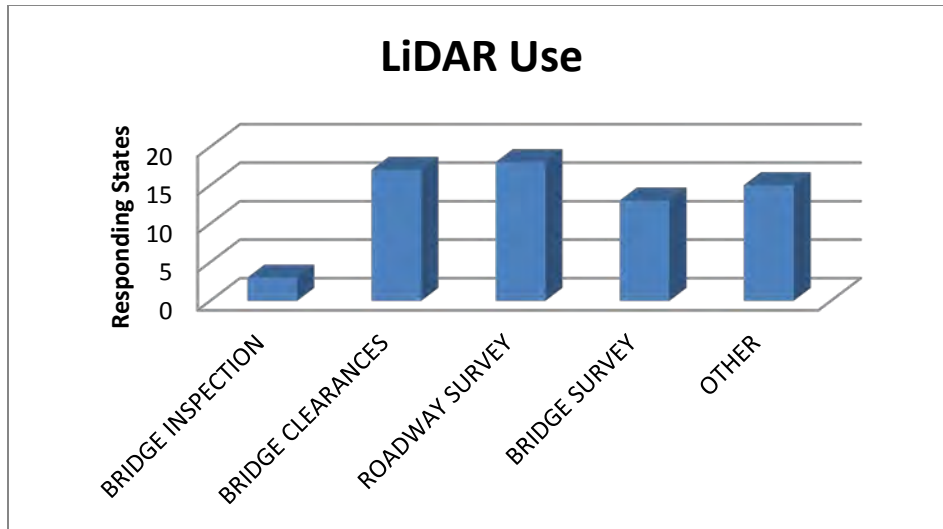 LiDAR Use
Responding States
20
15
10
5
0
BRIDGE INSPECTION
BRIDGE CLEARANCES
ROADWAY SURVEY
BRIDGE SURVEY
OTHER